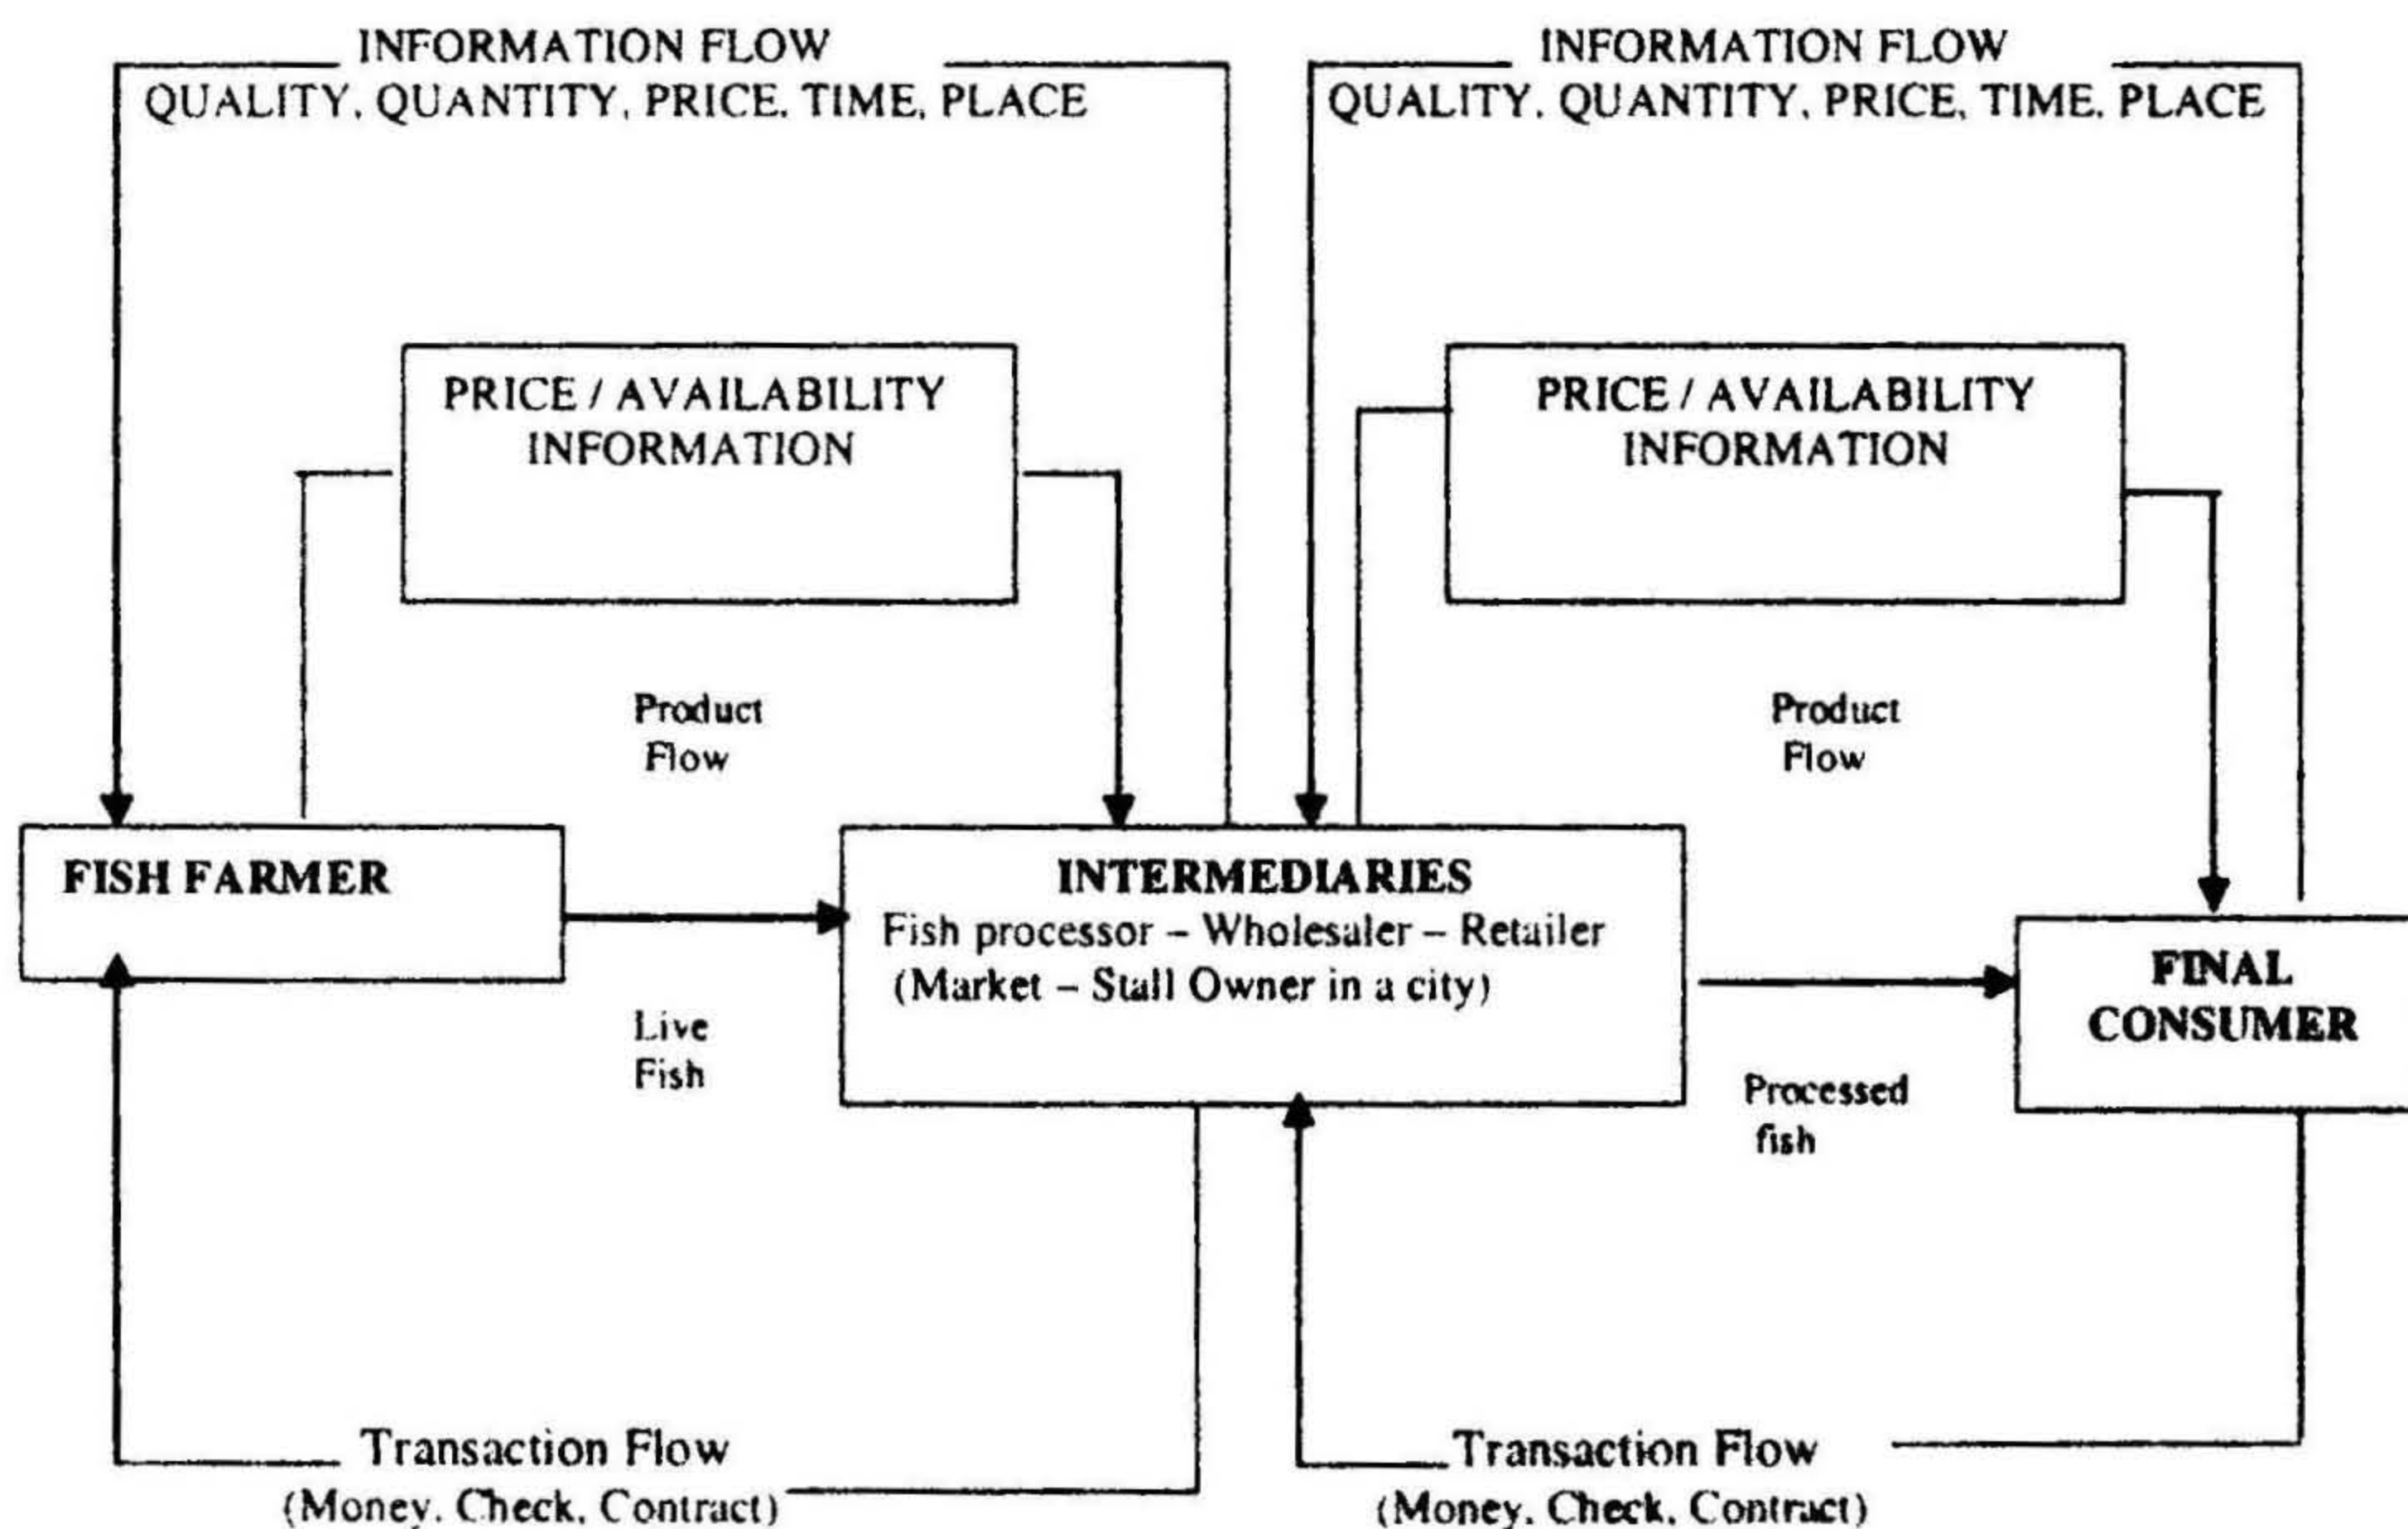 INFORMATION FLOW
QUALITY, QUANTITY, PRICE, TIME, PLACE
INFORMATION FLOW
QUALITY, QUANTITY, PRICE, TIME, PLACE
PRICE / AVAILABILITY
INFORMATION
PRICE / AVAILABILITY
INFORMATION
Product
Flow
Product
Flow
FISH FARMER
INTERMEDIARIES
Fish processor – Wholesaler – Retailer
(Market – Stall Owner in a city)
FINAL
CONSUMER
Live
Fish
Processed
fish
Transaction Flow
(Money, Check, Contract)
Transaction Flow
(Money, Check, Contract)